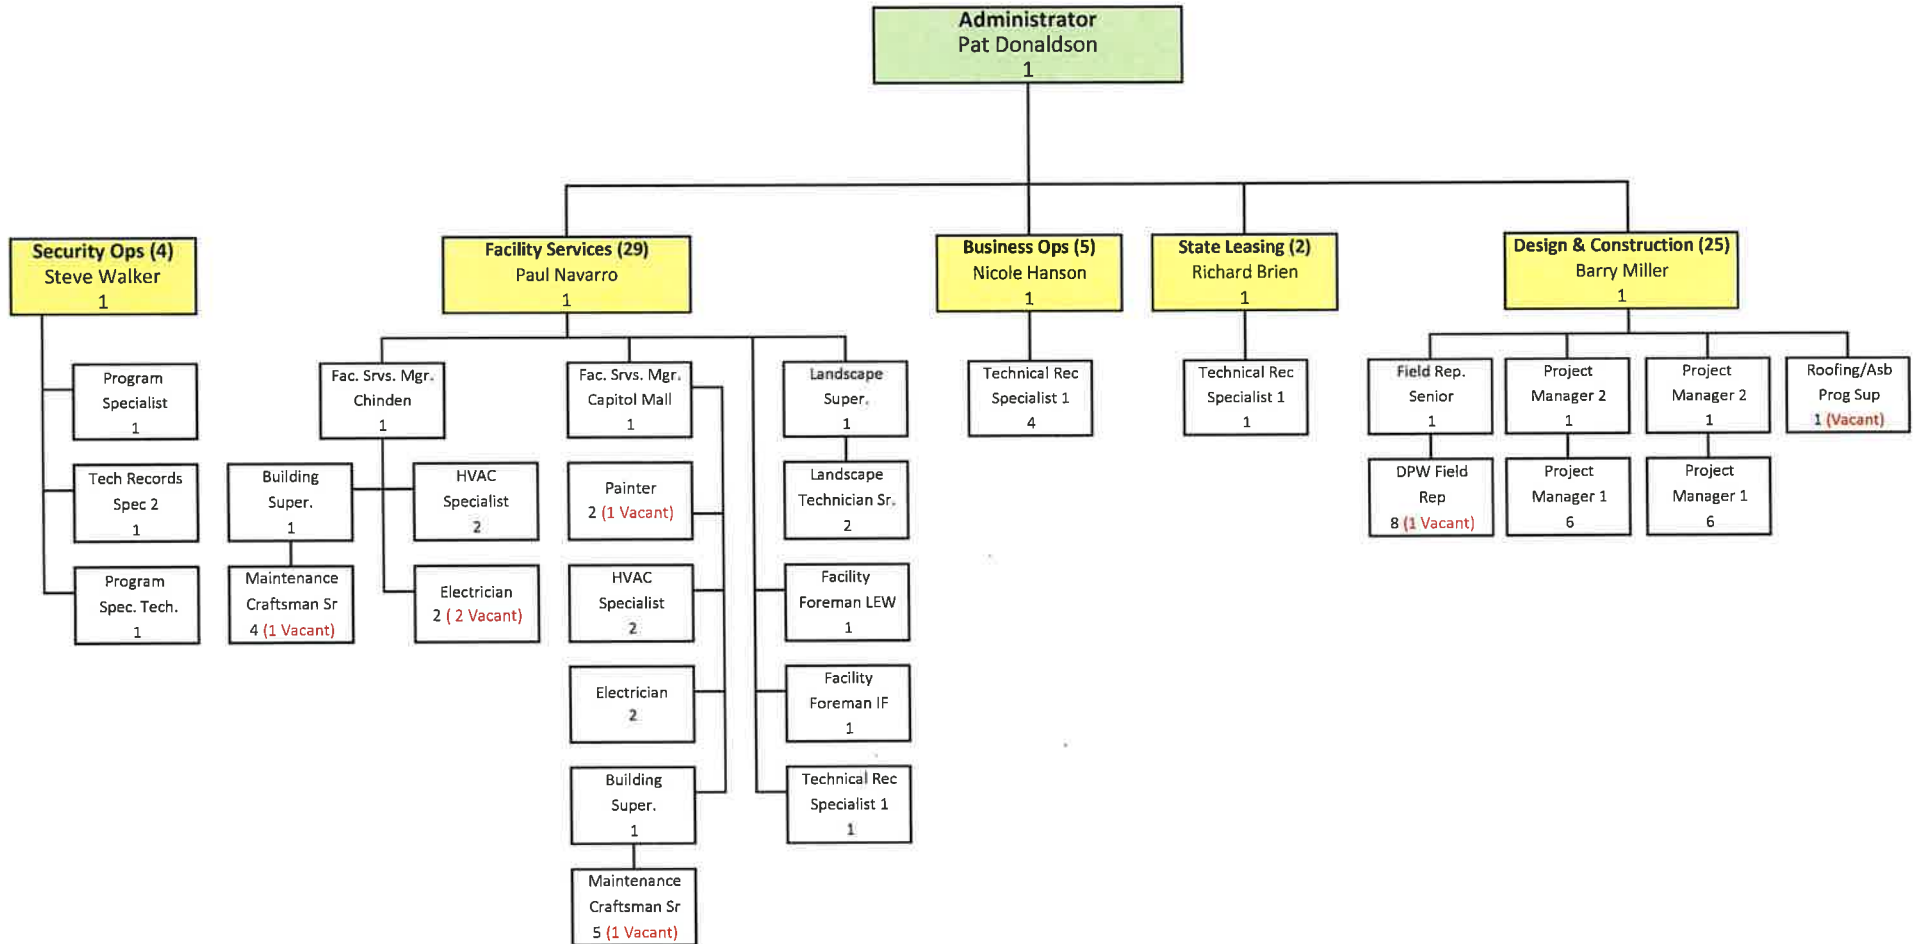 Administrator
Pat Donaldson
1
Security Ops (4)
Steve Walker
1
Program
Specialist
1
Tech Records
Spec 2
1
Program
Spec. Tech.
1
Facility Services (29)
Paul Navarro
1
Fac. Srvs. Mgr.
Chinden
1
Building
Super.
1
Maintenance
Craftsman Sr
4 (1 Vacant)
HVAC
Specialist
2
Electrician
2 ( 2 Vacant)
Fac. Srvs. Mgr.
Capitol Mall
1
Painter
2 (1 Vacant)
HVAC
Specialist
2
Electrician
2
Building
Super.
1
Maintenance
Craftsman Sr
5 (1 Vacant)
Landscape
Super.
1
Landscape
Technician Sr.
2
Facility
Foreman LEW
1
Facility
Foreman IF
1
Technical Rec
Specialist 1
1
Business Ops (5)
Nicole Hanson
1
Technical Rec
Specialist 1
4
State Leasing (2)
Richard Brien
1
Technical Rec
Specialist 1
1
Design & Construction (25)
Barry Miller
1
Field Rep.
Senior
1
DPW Field
Rep
8 (1 Vacant)
Project
Manager 2
1
Project
Manager 1
6
Project
Manager 2
1
Project
Manager 1
6
Roofing/Asb
Prog Sup
1 (Vacant)